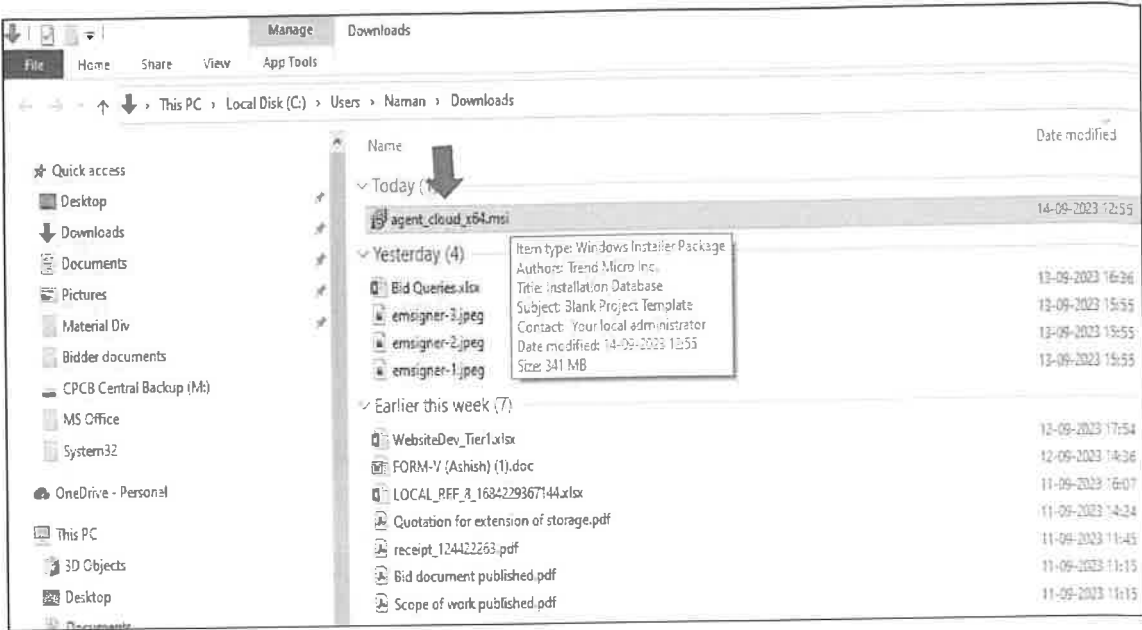 Manage Downloads
File Home Share View App Tools
This PC › Local Disk (C:) › Users › Naman › Downloads
Name Date modified
Quick access
Desktop
Downloads
Documents
Pictures
Material Div
Bidder documents
CPCB Central Backup (M:)
MS Office
System32
OneDrive - Personal
This PC
3D Objects
Desktop
Documents
Today (1)
agent_cloud_x64.msi 14-09-2023 12:55
Item type: Windows Installer Package
Authors: Trend Micro Inc.
Title: Installation Database
Subject: Blank Project Template
Contact: Your local administrator
Date modified: 14-09-2023 12:55
Size: 341 MB
Yesterday (4)
Bid Queries.xlsx 13-09-2023 16:36
emsigner-3.jpeg 13-09-2023 15:55
emsigner-2.jpeg 13-09-2023 15:55
emsigner-1.jpeg 13-09-2023 15:55
Earlier this week (7)
WebsiteDev_Tier1.xlsx 12-09-2023 17:54
FORM-V (Ashish) (1).doc 12-09-2023 14:36
LOCAL_REF_8_1684229367144.xlsx 11-09-2023 16:07
Quotation for extension of storage.pdf 11-09-2023 14:24
receipt_124422263.pdf 11-09-2023 11:45
Bid document published.pdf 11-09-2023 11:15
Scope of work published.pdf 11-09-2023 11:15